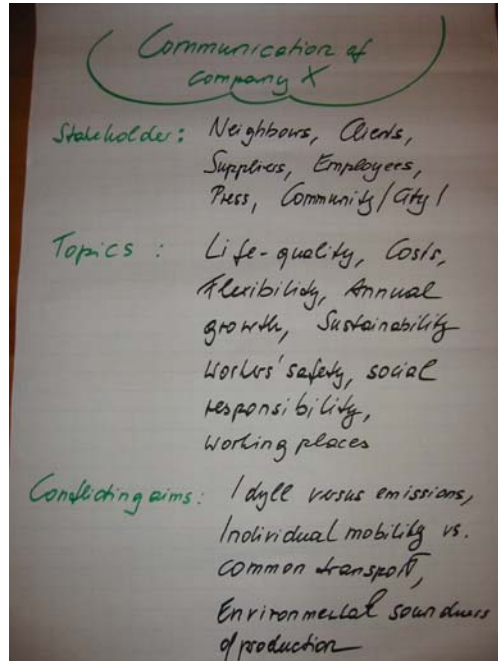 Communication of
company X
Stakeholder: Neighbours, Clients,
Suppliers, Employees,
Press, Community/City/
Topics : Life-quality, Costs,
Flexibility, Annual
growth, Sustainability
Workers' safety, social
responsibility,
working places
Conflicting aims: Idyll versus emissions,
Individual mobility vs.
common transport,
Environmental soundness
of production